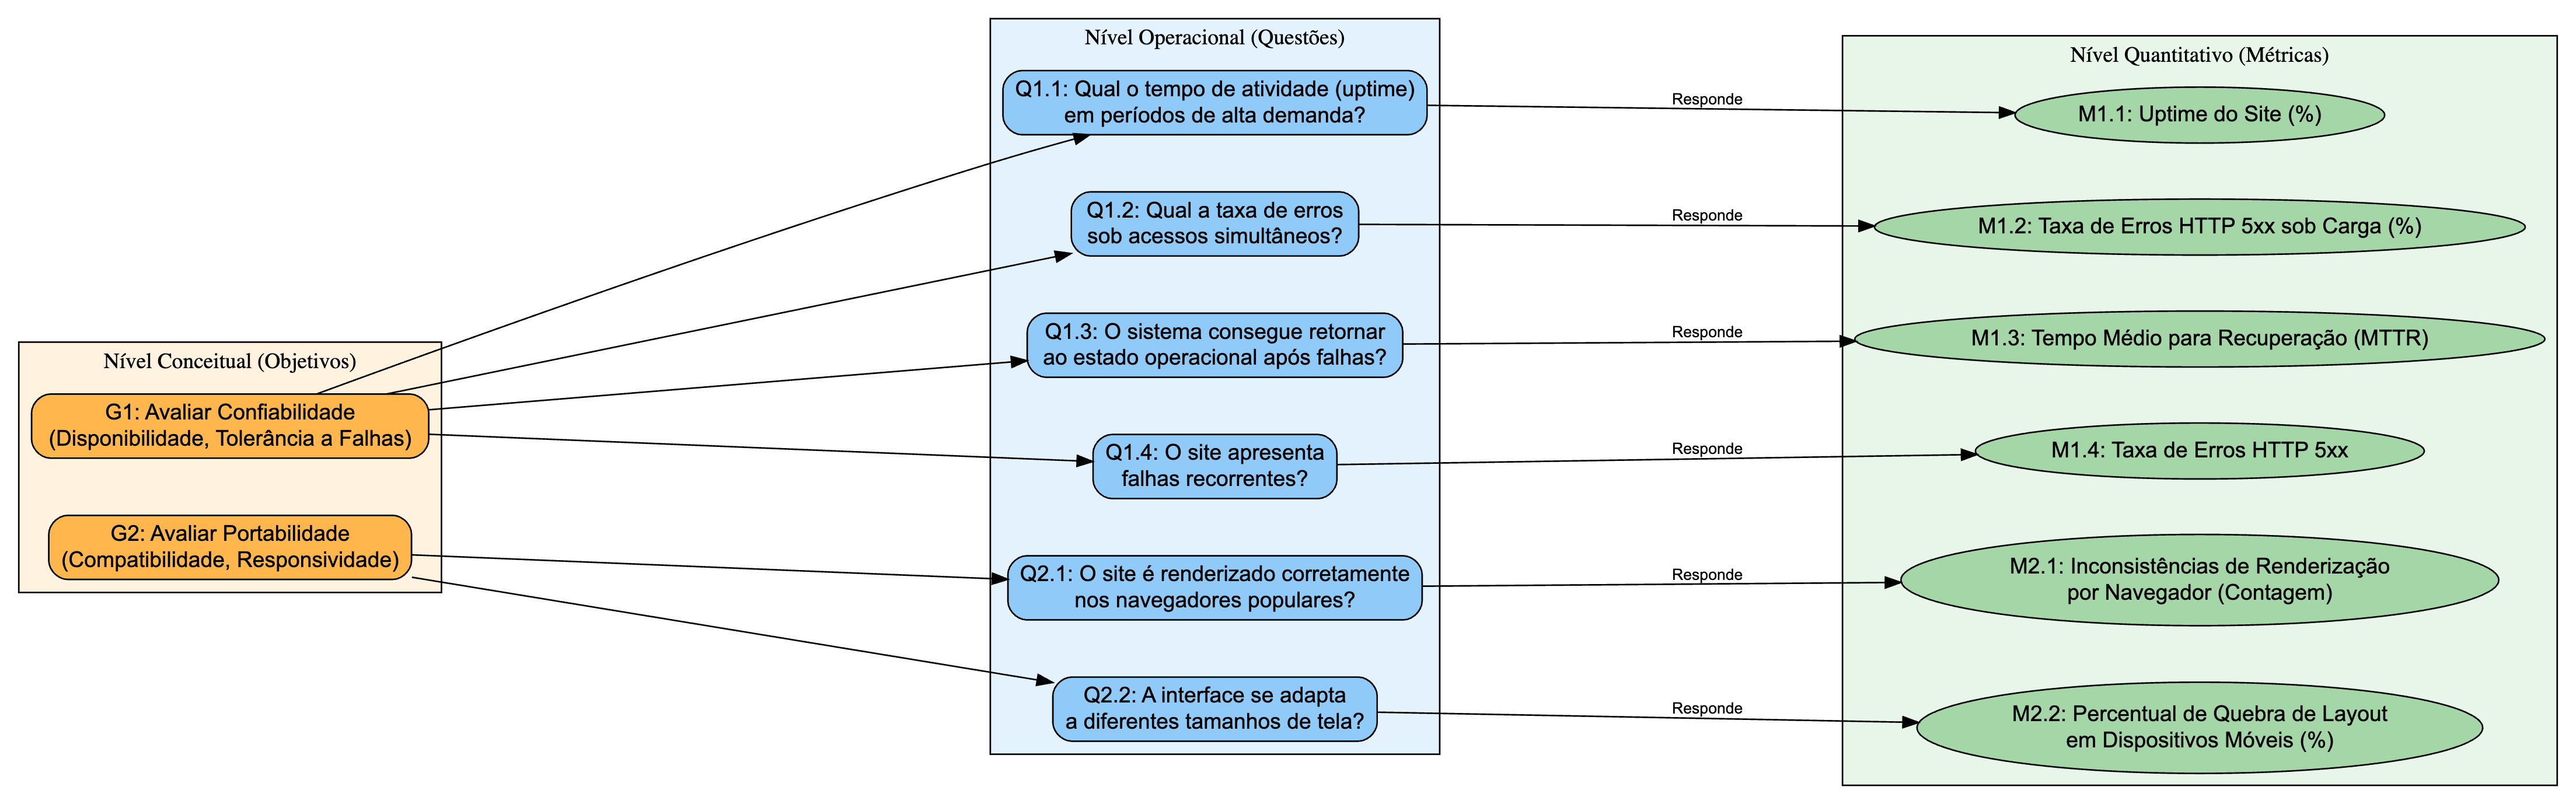 Nível Conceitual (Objetivos)
G1: Avaliar Confiabilidade
(Disponibilidade, Tolerância a Falhas)
G2: Avaliar Portabilidade
(Compatibilidade, Responsividade)
Nível Operacional (Questões)
Q1.1: Qual o tempo de atividade (uptime)
em períodos de alta demanda?
Q1.2: Qual a taxa de erros
sob acessos simultâneos?
Q1.3: O sistema consegue retornar
ao estado operacional após falhas?
Q1.4: O site apresenta
falhas recorrentes?
Q2.1: O site é renderizado corretamente
nos navegadores populares?
Q2.2: A interface se adapta
a diferentes tamanhos de tela?
Responde
Responde
Responde
Responde
Responde
Responde
Nível Quantitativo (Métricas)
M1.1: Uptime do Site (%)
M1.2: Taxa de Erros HTTP 5xx sob Carga (%)
M1.3: Tempo Médio para Recuperação (MTTR)
M1.4: Taxa de Erros HTTP 5xx
M2.1: Inconsistências de Renderização
por Navegador (Contagem)
M2.2: Percentual de Quebra de Layout
em Dispositivos Móveis (%)